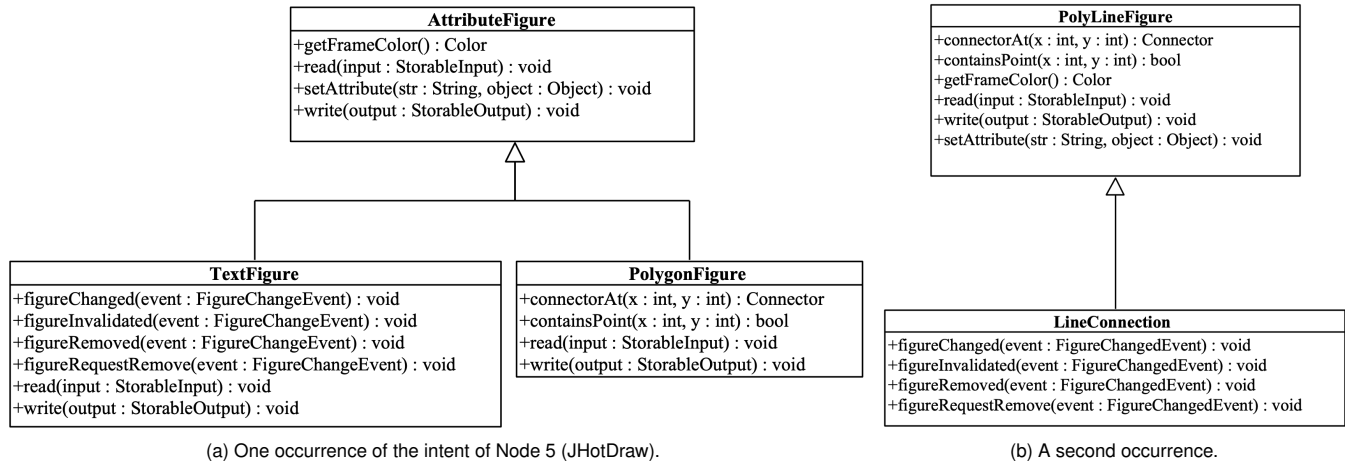 AttributeFigure
+getFrameColor() : Color
+read(input : StorableInput) : void
+setAttribute(str : String, object : Object) : void
+write(output : StorableOutput) : void
TextFigure
+figureChanged(event : FigureChangeEvent) : void
+figureInvalidated(event : FigureChangeEvent) : void
+figureRemoved(event : FigureChangeEvent) : void
+figureRequestRemove(event : FigureChangeEvent) : void
+read(input : StorableInput) : void
+write(output : StorableOutput) : void
PolygonFigure
+connectorAt(x : int, y : int) : Connector
+containsPoint(x : int, y : int) : bool
+read(input : StorableInput) : void
+write(output : StorableOutput) : void
(a) One occurrence of the intent of Node 5 (JHotDraw).
PolyLineFigure
+connectorAt(x : int, y : int) : Connector
+containsPoint(x : int, y : int) : bool
+getFrameColor() : Color
+read(input : StorableInput) : void
+write(output : StorableOutput) : void
+setAttribute(str : String, object : Object) : void
LineConnection
+figureChanged(event : FigureChangedEvent) : void
+figureInvalidated(event : FigureChangedEvent) : void
+figureRemoved(event : FigureChangedEvent) : void
+figureRequestRemove(event : FigureChangedEvent) : void
(b) A second occurrence.